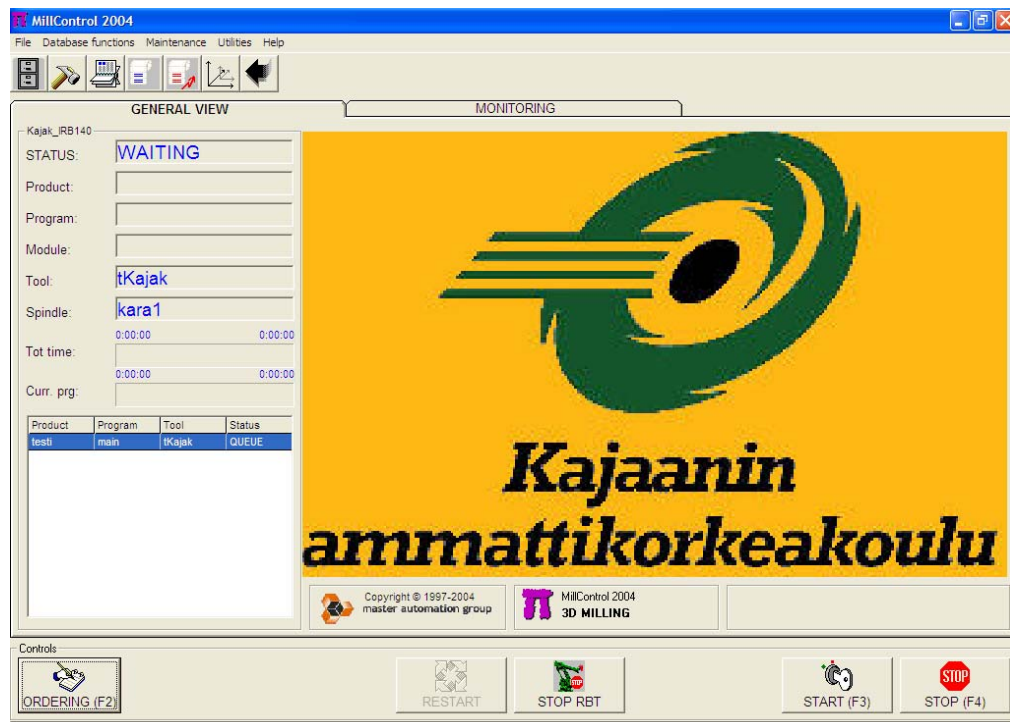 MillControl 2004
File Database functions Maintenance Utilities Help
GENERAL VIEW MONITORING
Kajak_IRB140
STATUS: WAITING
Product:
Program:
Module:
Tool: tKajak
Spindle: kara1
0:00:00 0:00:00
Tot time:
0:00:00 0:00:00
Curr. prg:
Product Program Tool Status
testi main tKajak QUEUE
Kajaanin
ammattikorkeakoulu
Copyright © 1997-2004
master automation group
MillControl 2004
3D MILLING
Controls
ORDERING (F2) RESTART STOP RBT START (F3) STOP (F4)
STOP
STOP